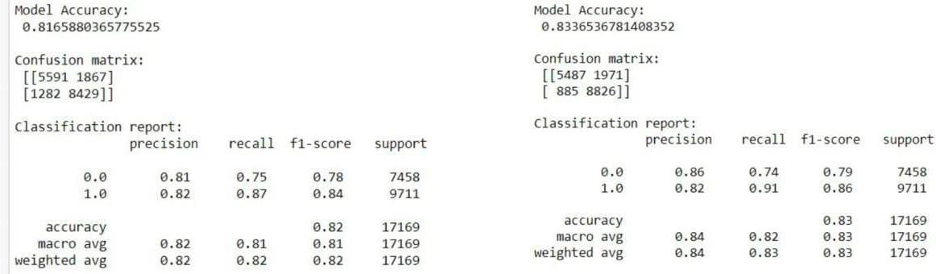 Model Accuracy:
0.8165880365775525
Confusion matrix:
[[5591 1867]
[1282 8429]]
Classification report:
precision recall f1-score support
0.0 0.81 0.75 0.78 7458
1.0 0.82 0.87 0.84 9711
accuracy 0.82 17169
macro avg 0.82 0.81 0.81 17169
weighted avg 0.82 0.82 0.82 17169
Model Accuracy:
0.8336536781408352
Confusion matrix:
[[5487 1971]
[ 885 8826]]
Classification report:
precision recall f1-score support
0.0 0.86 0.74 0.79 7458
1.0 0.82 0.91 0.86 9711
accuracy 0.83 17169
macro avg 0.84 0.82 0.83 17169
weighted avg 0.84 0.83 0.83 17169